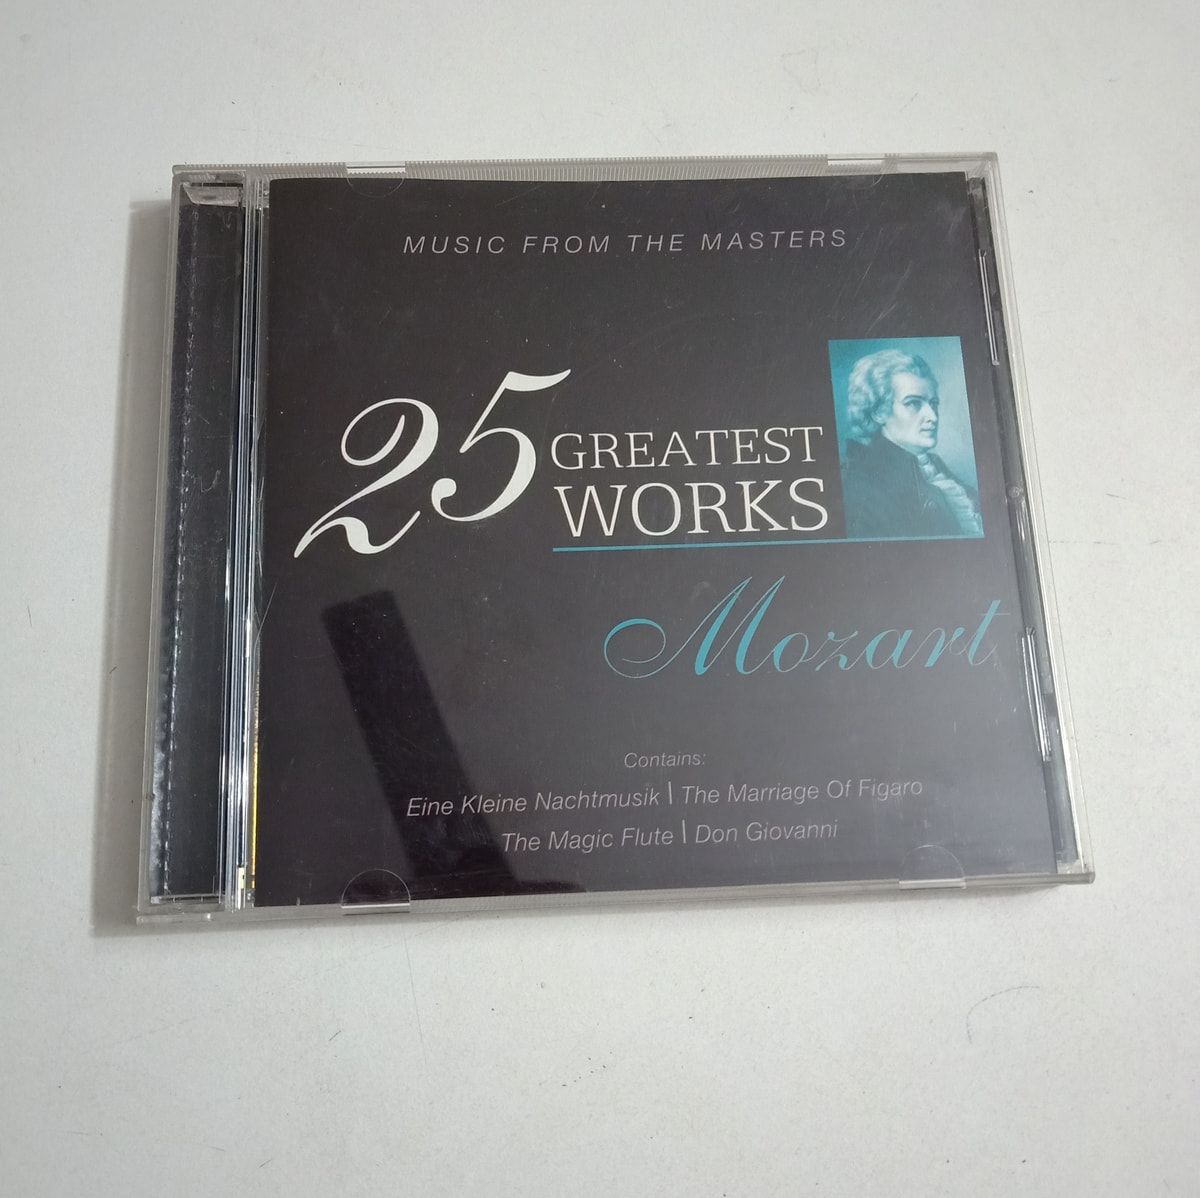 MUSIC FROM THE MASTERS
25 GREATEST
WORKS
Mozart
Contains:
Eine Kleine Nachtmusik | The Marriage Of Figaro
The Magic Flute | Don Giovanni